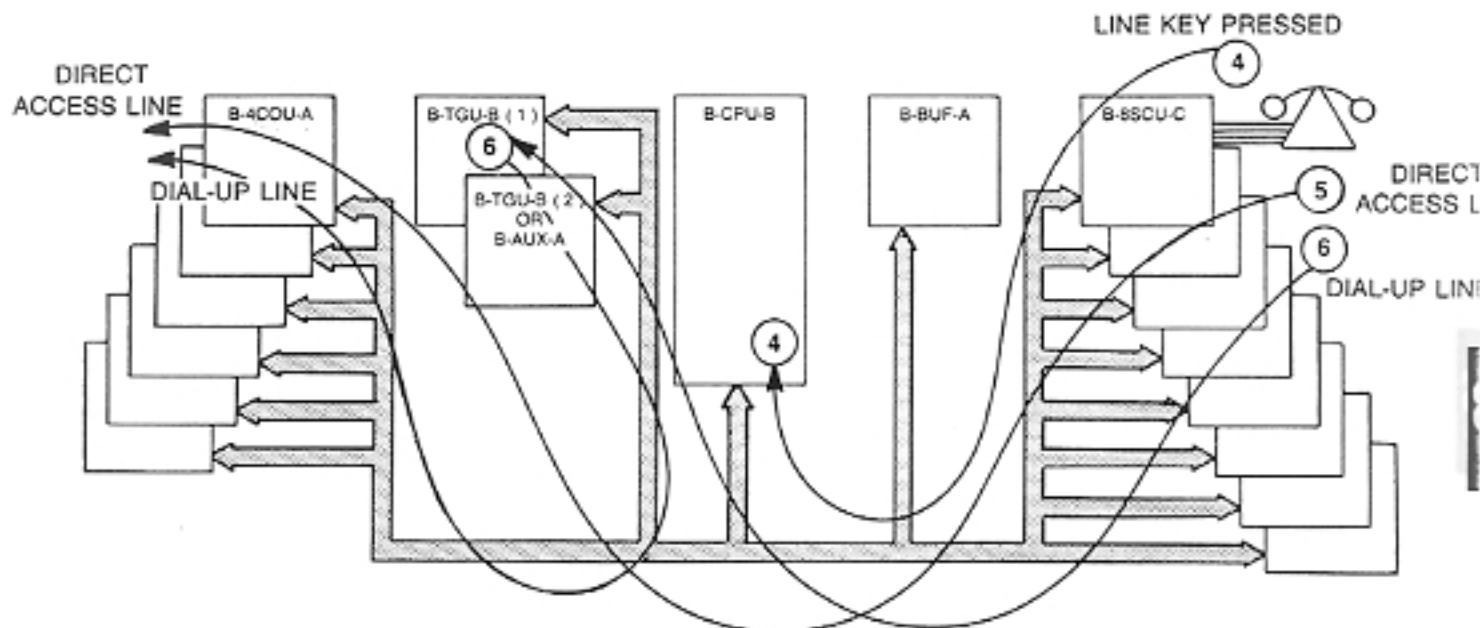 LINE KEY PRESSED
4
DIRECT
ACCESS LINE
B-4COU-A
B-TGU-B (1)
B-CPU-B
B-BUF-A
B-8SCU-C
6
DIAL-UP LINE
B-TGU-B (2)
OR
B-AUX-A
5
DIRECT
ACCESS L
6
DIAL-UP LINE
4